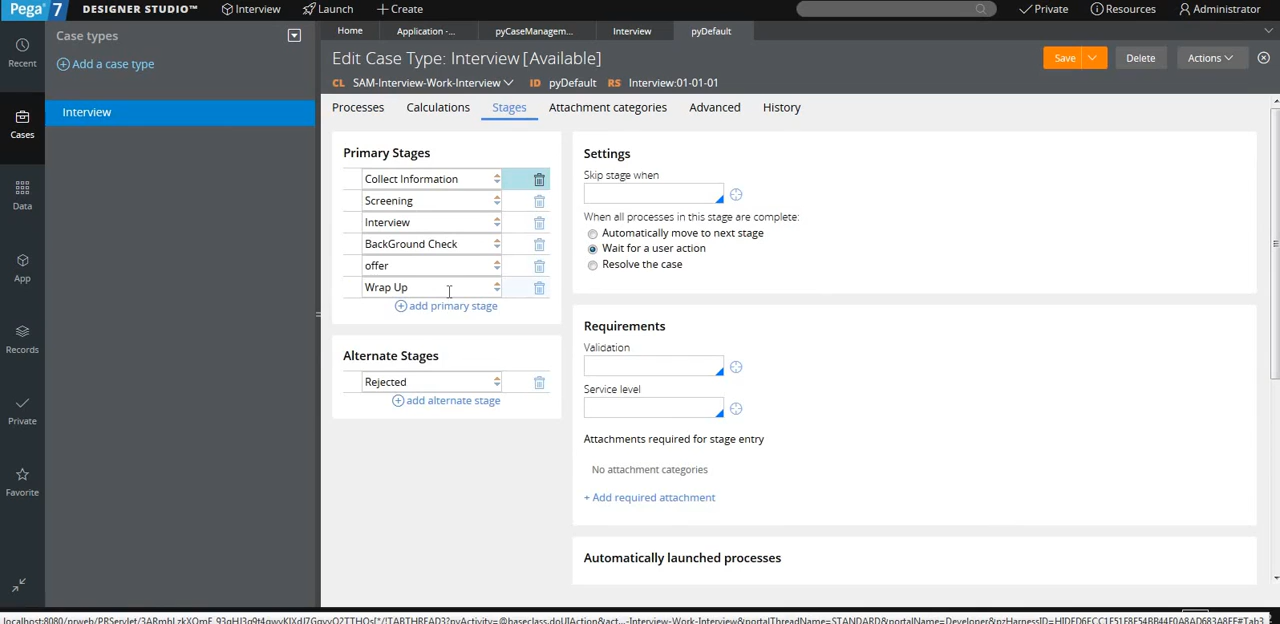 Pega 7 DESIGNER STUDIO™ Interview Launch Create Private Resources Administrator
Case types
Add a case type
Interview
Recent
Cases
Data
App
Records
Private
Favorite
Home Application -... pyCaseManagem... Interview pyDefault
Edit Case Type: Interview [Available]
Save Delete Actions
CL SAM-Interview-Work-Interview ID pyDefault RS Interview:01-01-01
Processes Calculations Stages Attachment categories Advanced History
Primary Stages
Collect Information
Screening
Interview
BackGround Check
offer
Wrap Up
add primary stage
Alternate Stages
Rejected
add alternate stage
Settings
Skip stage when
When all processes in this stage are complete:
Automatically move to next stage
Wait for a user action
Resolve the case
Requirements
Validation
Service level
Attachments required for stage entry
No attachment categories
+ Add required attachment
Automatically launched processes